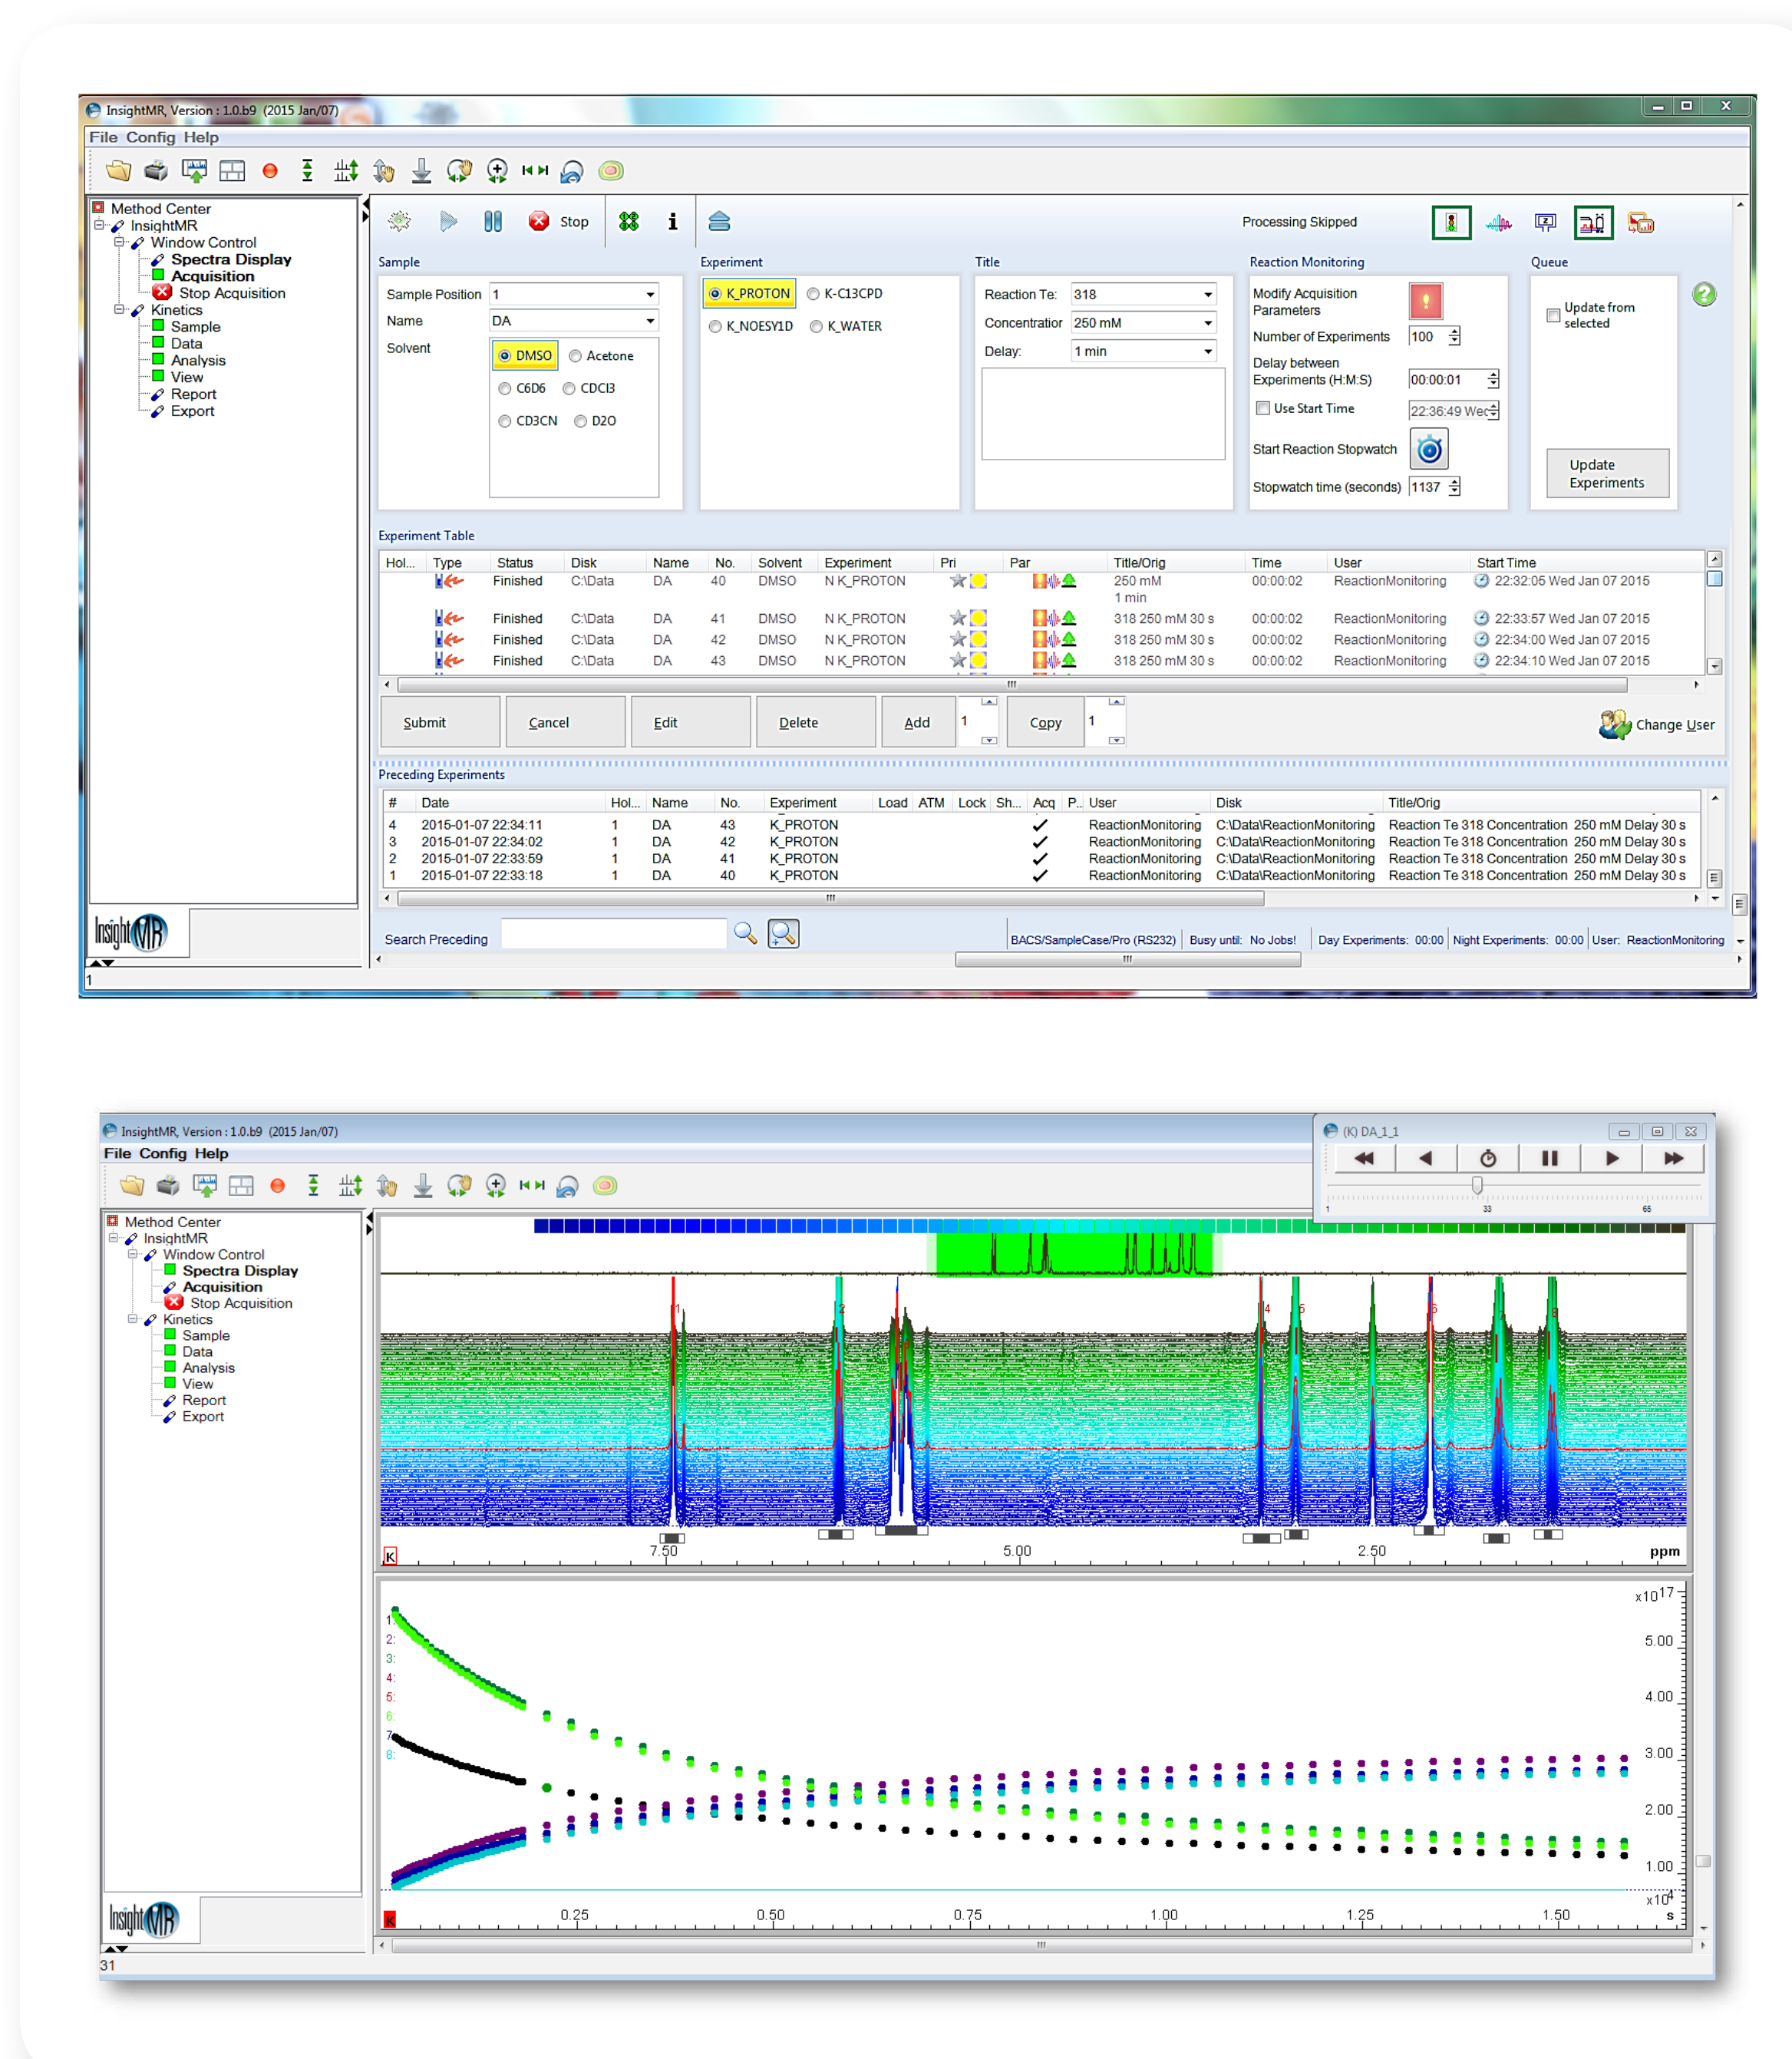 InsightMR, Version : 1.0.b9 (2015 Jan/07)
File Config Help
Method Center
InsightMR
Window Control
Spectra Display
Acquisition
Stop Acquisition
Kinetics
Sample
Data
Analysis
View
Report
Export
InsightMR
1
Stop
Processing Skipped
Sample
Sample Position 1
Name DA
Solvent
DMSO Acetone
C6D6 CDCl3
CD3CN D2O
Experiment
K_PROTON K-C13CPD
K_NOESY1D K_WATER
Title
Reaction Te: 318
Concentratior 250 mM
Delay: 1 min
Reaction Monitoring
Modify Acquisition
Parameters
Number of Experiments 100
Delay between
Experiments (H:M:S) 00:00:01
Use Start Time 22:36:49 Wec
Start Reaction Stopwatch
Stopwatch time (seconds) 1137
Queue
Update from
selected
Update
Experiments
Experiment Table
Hol... Type Status Disk Name No. Solvent Experiment Pri Par Title/Orig Time User Start Time
Finished C:\Data DA 40 DMSO N K_PROTON 250 mM 00:00:02 ReactionMonitoring 22:32:05 Wed Jan 07 2015
1 min
Finished C:\Data DA 41 DMSO N K_PROTON 318 250 mM 30 s 00:00:02 ReactionMonitoring 22:33:57 Wed Jan 07 2015
Finished C:\Data DA 42 DMSO N K_PROTON 318 250 mM 30 s 00:00:02 ReactionMonitoring 22:34:00 Wed Jan 07 2015
Finished C:\Data DA 43 DMSO N K_PROTON 318 250 mM 30 s 00:00:02 ReactionMonitoring 22:34:10 Wed Jan 07 2015
Submit Cancel Edit Delete Add 1 Copy 1 Change User
Preceding Experiments
# Date Hol... Name No. Experiment Load ATM Lock Sh... Acq P.. User Disk Title/Orig
4 2015-01-07 22:34:11 1 DA 43 K_PROTON ReactionMonitoring C:\Data\ReactionMonitoring Reaction Te 318 Concentration 250 mM Delay 30 s
3 2015-01-07 22:34:02 1 DA 42 K_PROTON ReactionMonitoring C:\Data\ReactionMonitoring Reaction Te 318 Concentration 250 mM Delay 30 s
2 2015-01-07 22:33:59 1 DA 41 K_PROTON ReactionMonitoring C:\Data\ReactionMonitoring Reaction Te 318 Concentration 250 mM Delay 30 s
1 2015-01-07 22:33:18 1 DA 40 K_PROTON ReactionMonitoring C:\Data\ReactionMonitoring Reaction Te 318 Concentration 250 mM Delay 30 s
Search Preceding
BACS/SampleCase/Pro (RS232) Busy until: No Jobs! Day Experiments: 00:00 Night Experiments: 00:00 User: ReactionMonitoring
InsightMR, Version : 1.0.b9 (2015 Jan/07)
File Config Help
(K) DA_1_1
1 33 65
Method Center
InsightMR
Window Control
Spectra Display
Acquisition
Stop Acquisition
Kinetics
Sample
Data
Analysis
View
Report
Export
InsightMR
31
1 2 4 5 6
K 7.50 5.00 2.50 ppm
x10^17
1:
2:
3:
4:
5:
6:
7
8:
5.00
4.00
3.00
2.00
1.00
x10^4
K 0.25 0.50 0.75 1.00 1.25 1.50 s